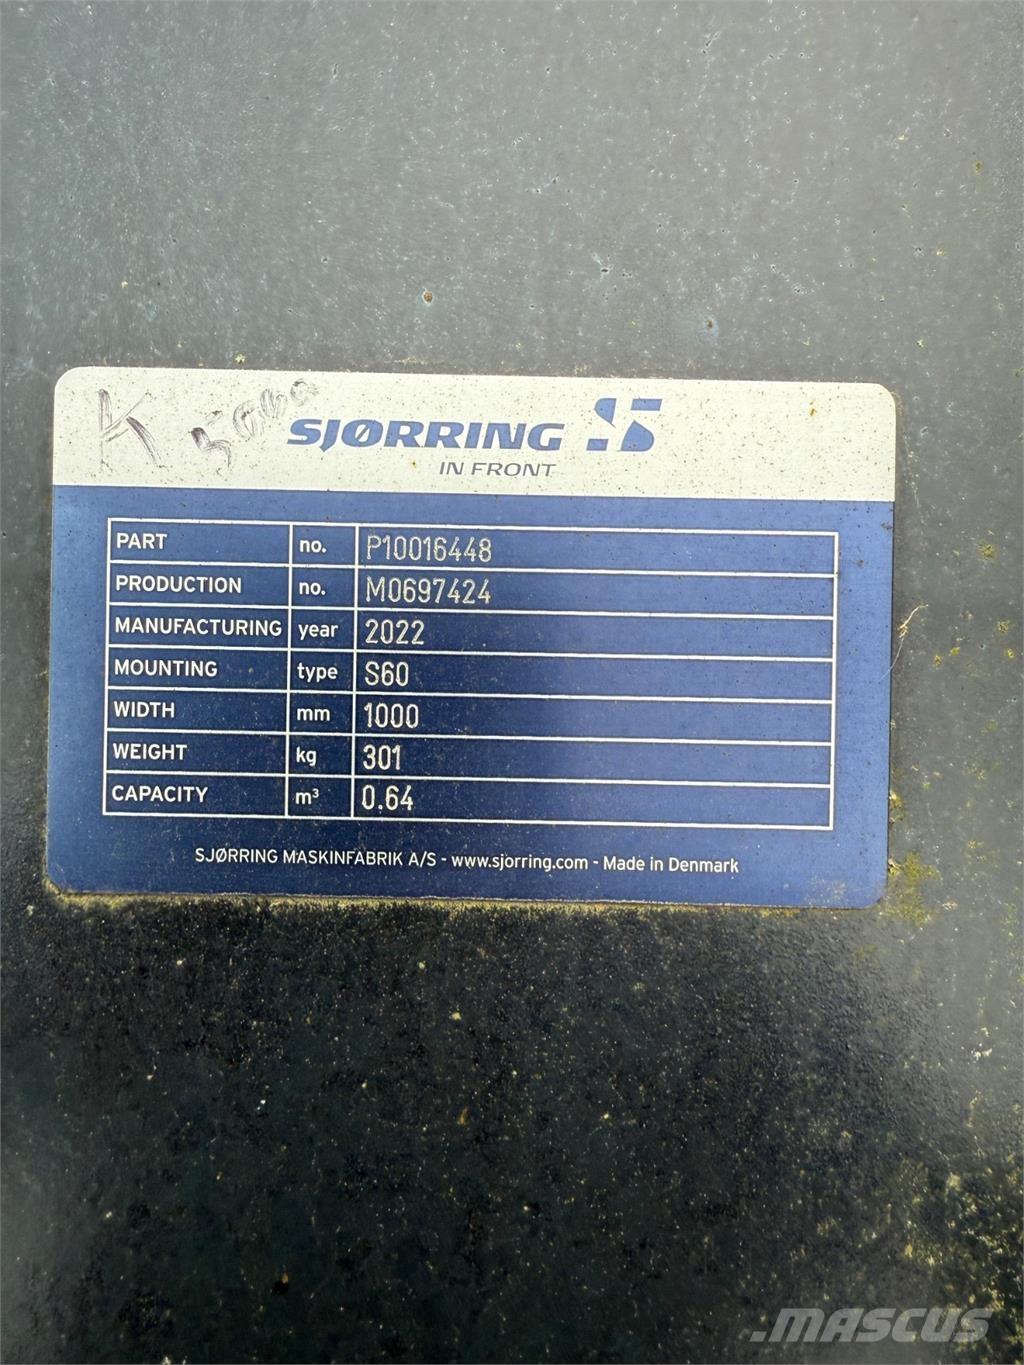 K 5000
SJØRRING
IN FRONT
PART no. P10016448
PRODUCTION no. M0697424
MANUFACTURING year 2022
MOUNTING type S60
WIDTH mm 1000
WEIGHT kg 301
CAPACITY m³ 0.64
SJØRRING MASKINFABRIK A/S - www.sjorring.com - Made in Denmark
MASCUS